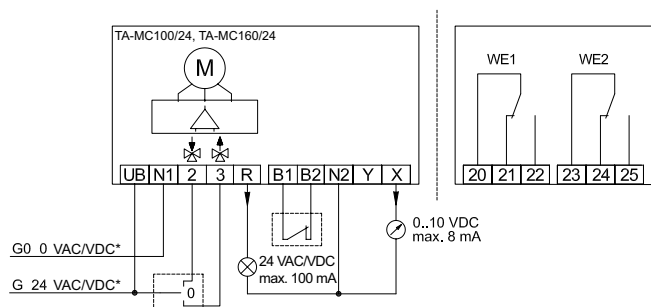 TA-MC100/24, TA-MC160/24
M
UB N1 2 3 R B1 B2 N2 Y X
WE1 WE2
20 21 22 23 24 25
G0 0 VAC/VDC*
G 24 VAC/VDC*
0
24 VAC/VDC
max. 100 mA
0..10 VDC
max. 8 mA